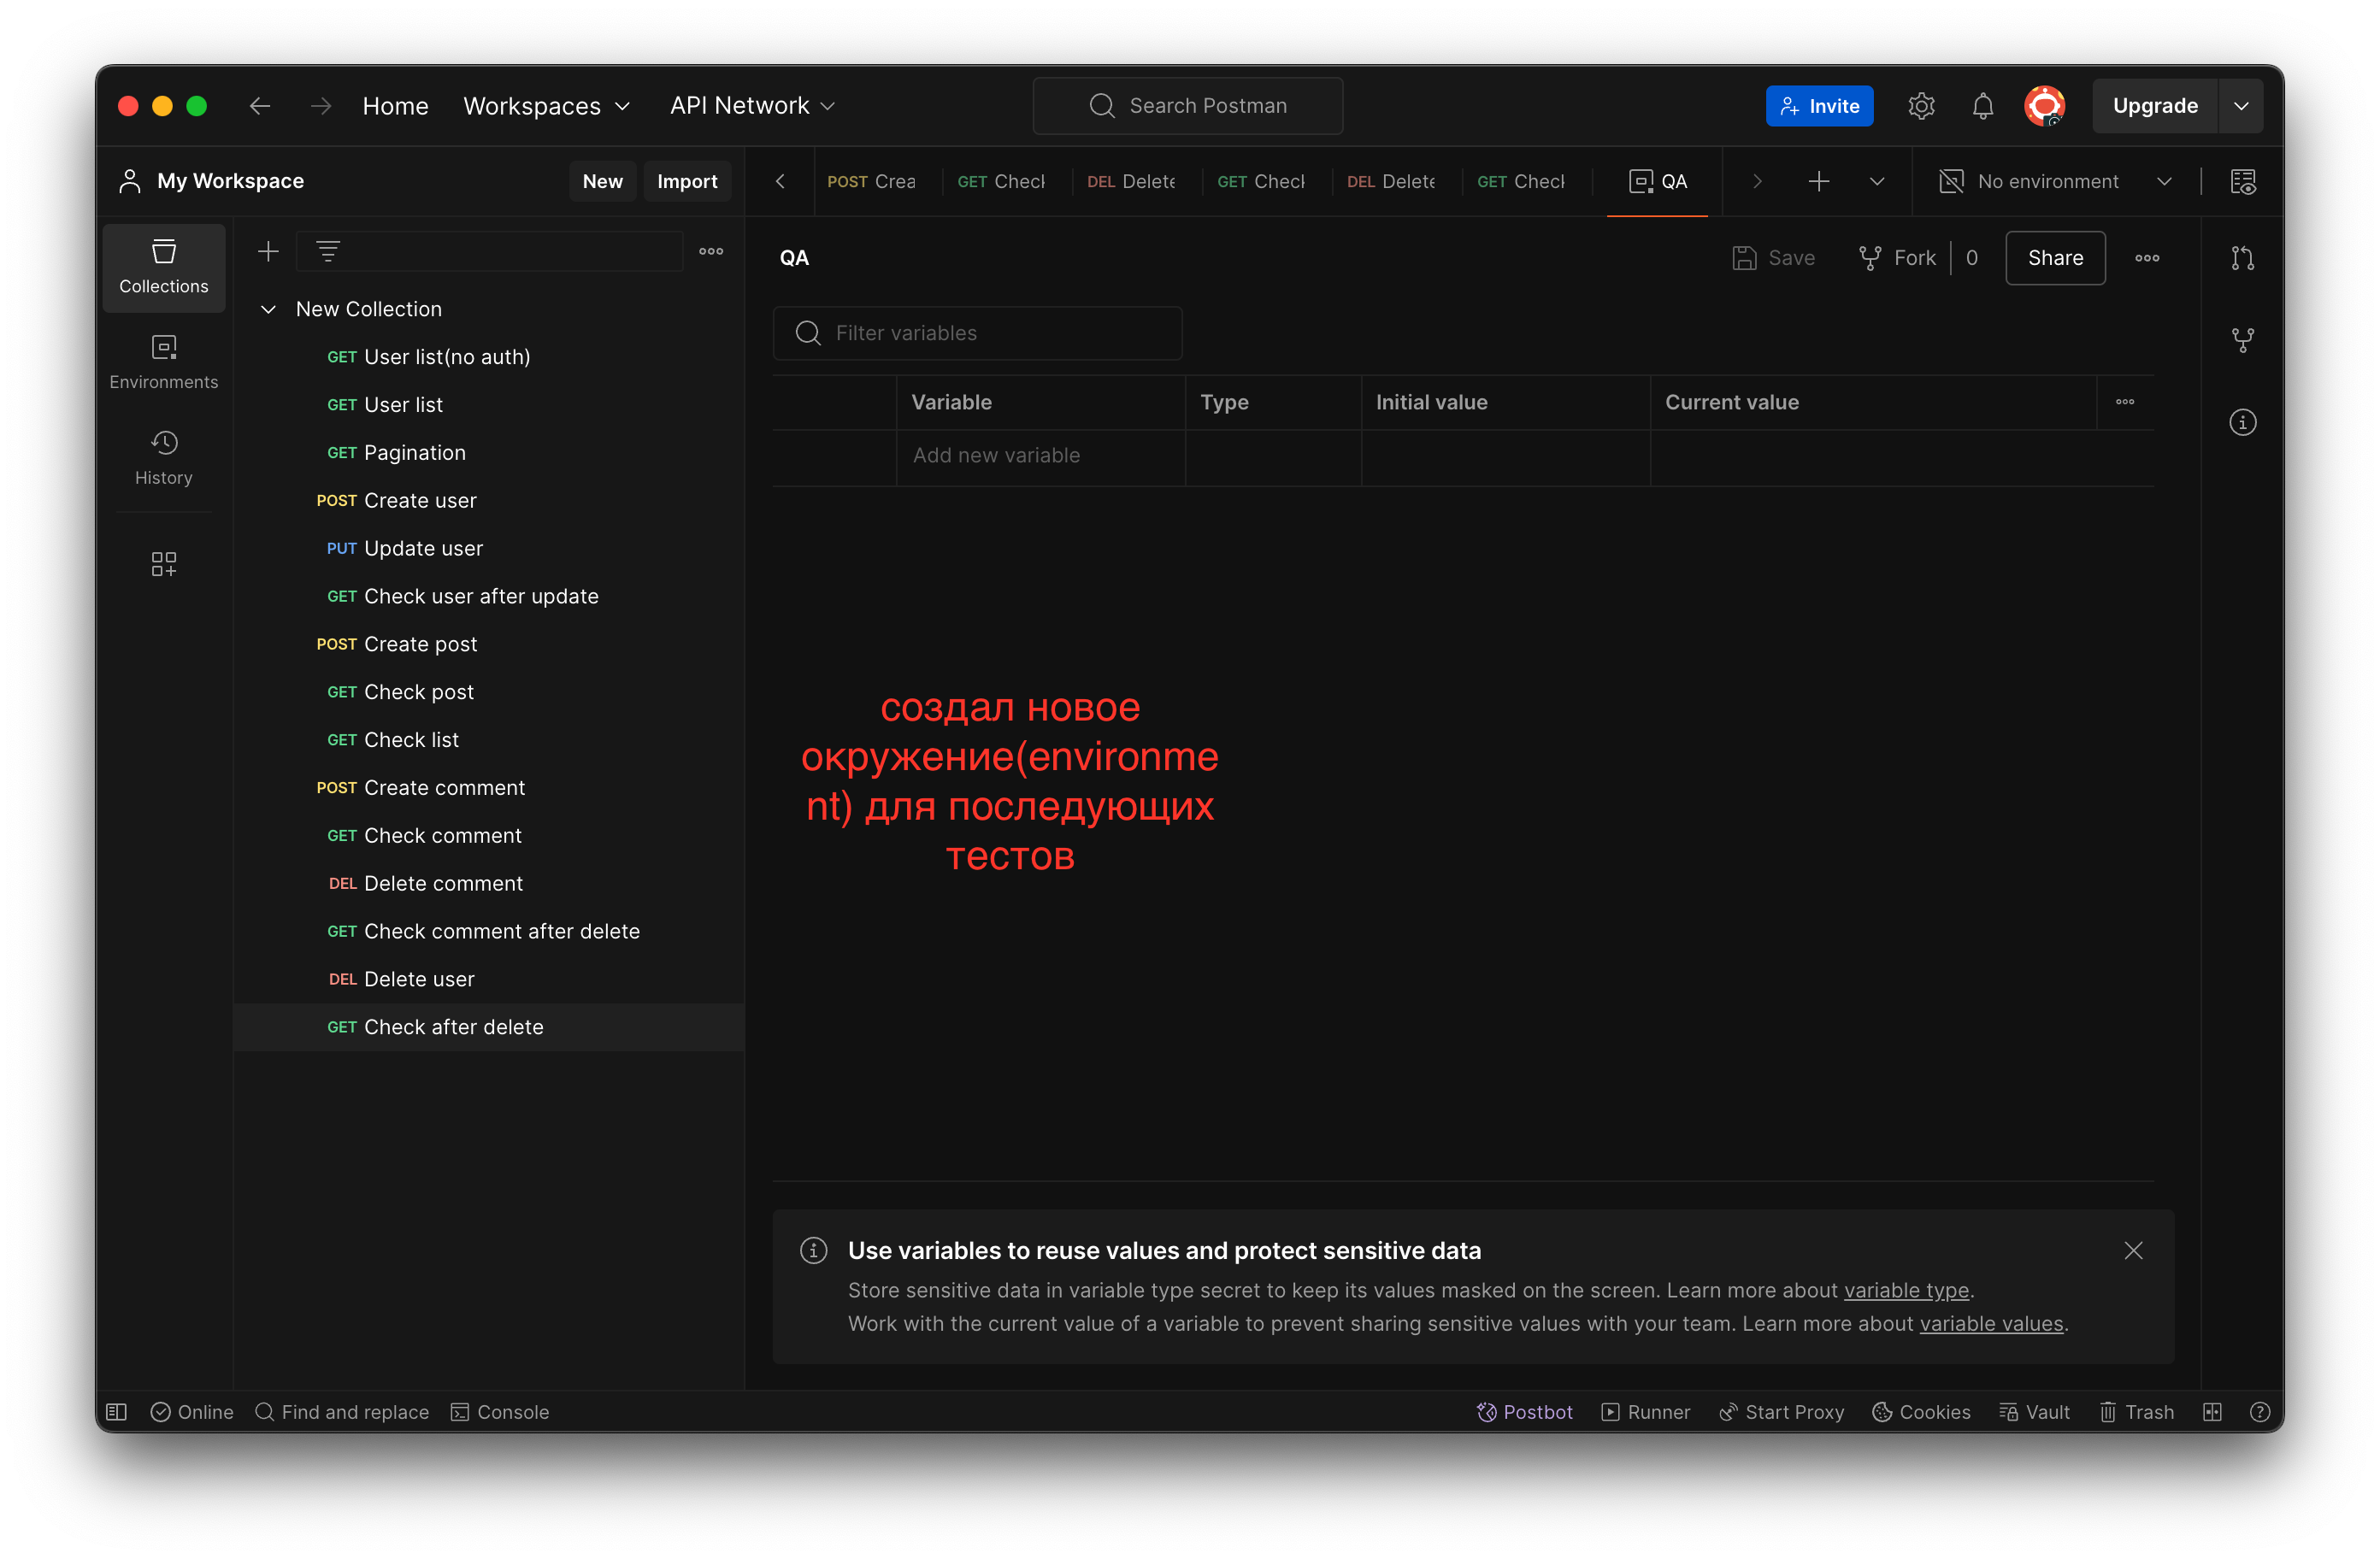 Home Workspaces API Network Search Postman Invite Upgrade
My Workspace New Import POST Crea GET Check DEL Delete GET Check DEL Delete GET Check QA No environment
Collections
Environments
History
New Collection
GET User list(no auth)
GET User list
GET Pagination
POST Create user
PUT Update user
GET Check user after update
POST Create post
GET Check post
GET Check list
POST Create comment
GET Check comment
DEL Delete comment
GET Check comment after delete
DEL Delete user
GET Check after delete
QA Save Fork 0 Share
Filter variables
Variable Type Initial value Current value
Add new variable
создал новое
окружение(environme
nt) для последующих
тестов
Use variables to reuse values and protect sensitive data
Store sensitive data in variable type secret to keep its values masked on the screen. Learn more about variable type.
Work with the current value of a variable to prevent sharing sensitive values with your team. Learn more about variable values.
Online Find and replace Console Postbot Runner Start Proxy Cookies Vault Trash